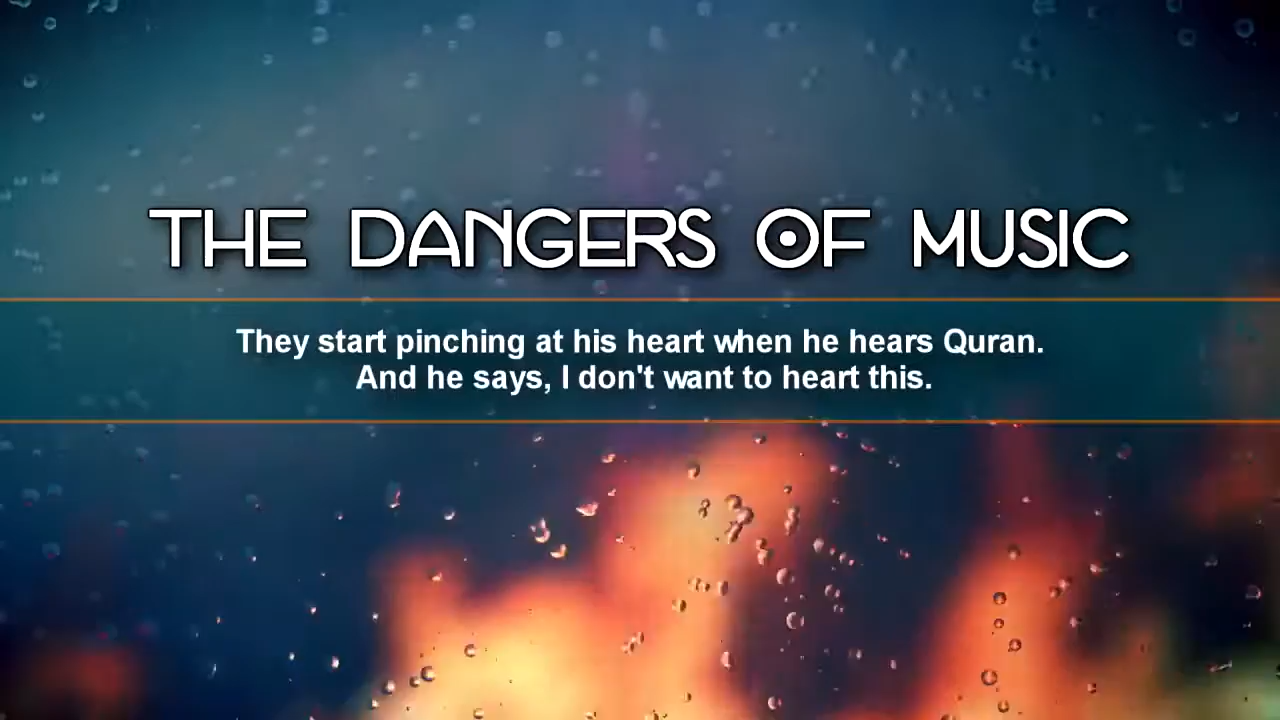 THE DANGERS OF MUSIC
They start pinching at his heart when he hears Quran.
And he says, I don't want to heart this.